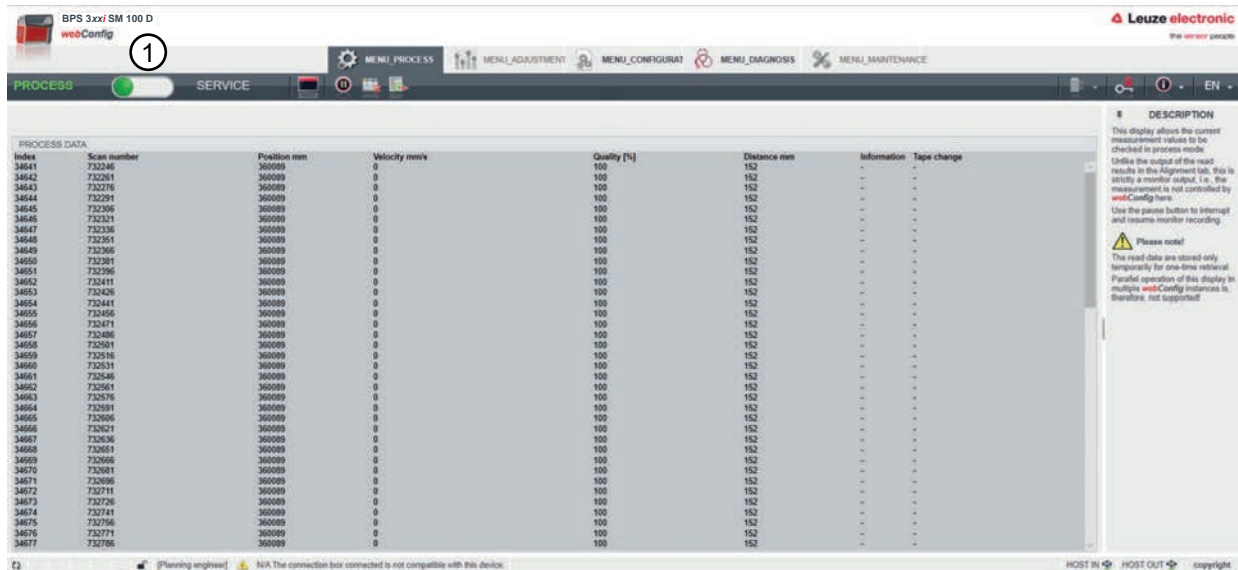 BPS 3xxi SM 100 D
webConfig
1
Leuze electronic
the sensor people
MENU_PROCESS MENU_ADJUSTMENT MENU_CONFIGURAT MENU_DIAGNOSIS MENU_MAINTENANCE
PROCESS SERVICE EN
PROCESS DATA
Index Scan number Position mm Velocity mm/s Quality [%] Distance mm Information Tape change
34641 732246 360089 0 100 152 - -
34642 732261 360089 0 100 152 - -
34643 732276 360089 0 100 152 - -
34644 732291 360089 0 100 152 - -
34645 732306 360089 0 100 152 - -
34646 732321 360089 0 100 152 - -
34647 732336 360089 0 100 152 - -
34648 732351 360089 0 100 152 - -
34649 732366 360089 0 100 152 - -
34650 732381 360089 0 100 152 - -
34651 732396 360089 0 100 152 - -
34652 732411 360089 0 100 152 - -
34653 732426 360089 0 100 152 - -
34654 732441 360089 0 100 152 - -
34655 732456 360089 0 100 152 - -
34656 732471 360089 0 100 152 - -
34657 732486 360089 0 100 152 - -
34658 732501 360089 0 100 152 - -
34659 732516 360089 0 100 152 - -
34660 732531 360089 0 100 152 - -
34661 732546 360089 0 100 152 - -
34662 732561 360089 0 100 152 - -
34663 732576 360089 0 100 152 - -
34664 732591 360089 0 100 152 - -
34665 732606 360089 0 100 152 - -
34666 732621 360089 0 100 152 - -
34667 732636 360089 0 100 152 - -
34668 732651 360089 0 100 152 - -
34669 732666 360089 0 100 152 - -
34670 732681 360089 0 100 152 - -
34671 732696 360089 0 100 152 - -
34672 732711 360089 0 100 152 - -
34673 732726 360089 0 100 152 - -
34674 732741 360089 0 100 152 - -
34675 732756 360089 0 100 152 - -
34676 732771 360089 0 100 152 - -
34677 732786 360089 0 100 152 - -
DESCRIPTION
This display allows the current
measurement values to be
checked in process mode.
Unlike the output of the read
results in the Alignment tab, this is
strictly a monitor output, i.e., the
measurement is not controlled by
webConfig here.
Use the pause button to interrupt
and resume monitor recording.
Please note!
The read data are stored only
temporarily for one-time retrieval.
Parallel operation of this display in
multiple webConfig instances is,
therefore, not supported!
[Planning engineer] N/A The connection box connected is not compatible with this device. HOST IN HOST OUT copyright